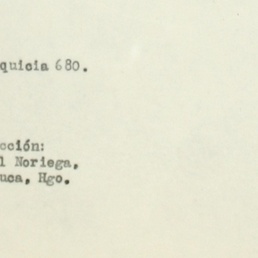 quicia 680.
cción:
l Noriega,
uca, Hgo.